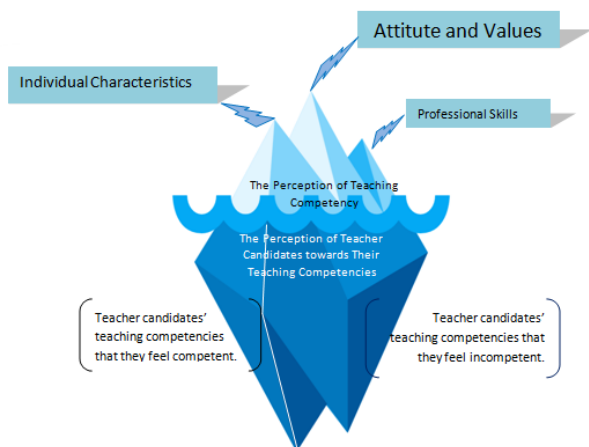 Attitute and Values
Individual Characteristics
Professional Skills
The Perception of Teaching
Competency
The Perception of Teacher
Candidates towards Their
Teaching Competencies
Teacher candidates’
teaching competencies
that they feel competent.
Teacher candidates’
teaching competencies that
they feel incompetent.